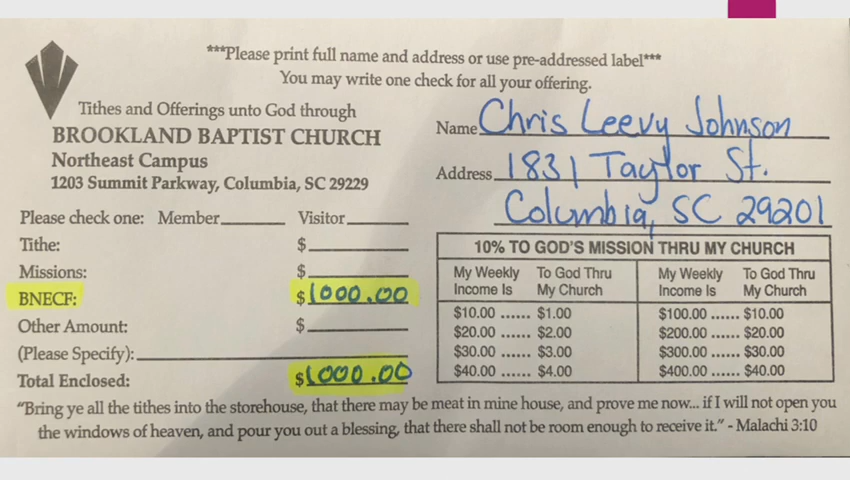 ***Please print full name and address or use pre-addressed label***
You may write one check for all your offering.
Tithes and Offerings unto God through
BROOKLAND BAPTIST CHURCH
Northeast Campus
1203 Summit Parkway, Columbia, SC 29229
Name Chris Leevy Johnson
Address 1831 Taylor St.
Columbia, SC 29201
Please check one: Member______ Visitor______
Tithe: $______
Missions: $______
BNECF: $1000.00
Other Amount: $______
(Please Specify):______
Total Enclosed: $1000.00
10% TO GOD'S MISSION THRU MY CHURCH
My Weekly To God Thru My Weekly To God Thru
Income Is My Church Income Is My Church
$10.00 ...... $1.00 $100.00 ...... $10.00
$20.00 ...... $2.00 $200.00 ...... $20.00
$30.00 ...... $3.00 $300.00 ...... $30.00
$40.00 ...... $4.00 $400.00 ...... $40.00
“Bring ye all the tithes into the storehouse, that there may be meat in mine house, and prove me now... if I will not open you
the windows of heaven, and pour you out a blessing, that there shall not be room enough to receive it.” - Malachi 3:10